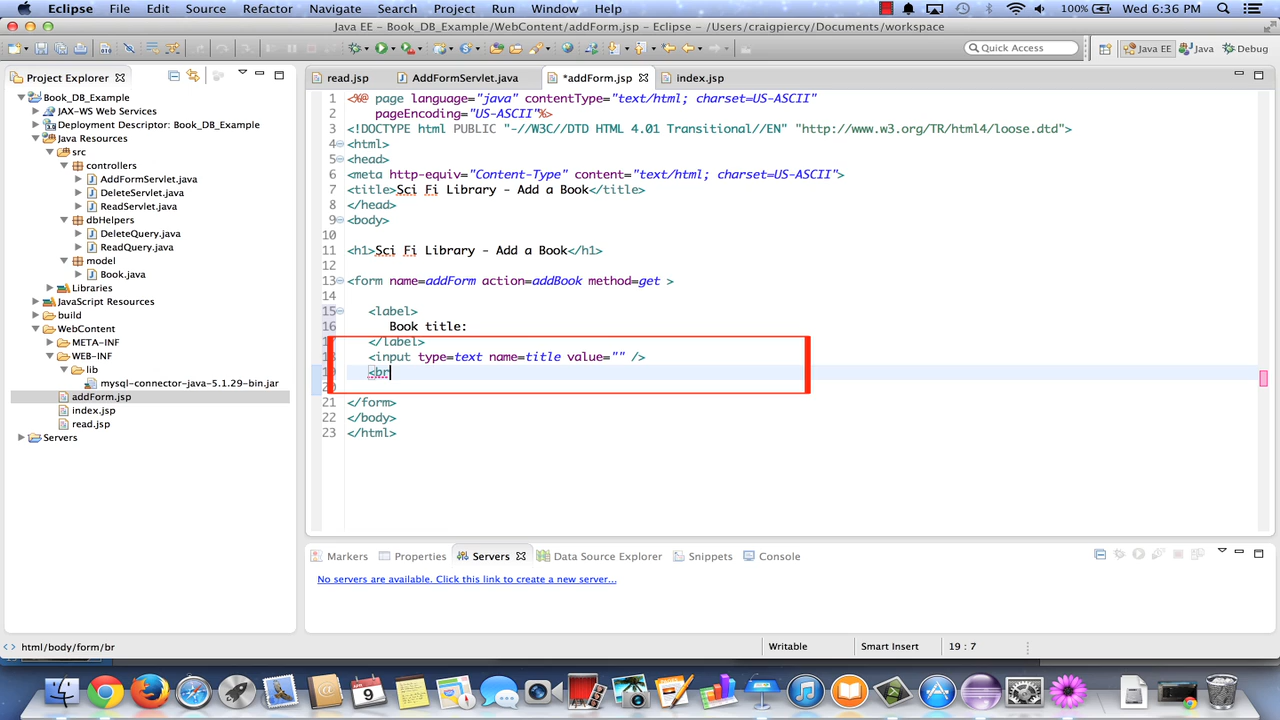 Eclipse File Edit Source Refactor Navigate Search Project Run Window Help 100% Wed 6:36 PM
Java EE - Book_DB_Example/WebContent/addForm.jsp - Eclipse - /Users/craigpiercy/Documents/workspace
Quick Access Java EE Java Debug
Project Explorer
Book_DB_Example
JAX-WS Web Services
Deployment Descriptor: Book_DB_Example
Java Resources
src
controllers
AddFormServlet.java
DeleteServlet.java
ReadServlet.java
dbHelpers
DeleteQuery.java
ReadQuery.java
model
Book.java
Libraries
JavaScript Resources
build
WebContent
META-INF
WEB-INF
lib
mysql-connector-java-5.1.29-bin.jar
addForm.jsp
index.jsp
read.jsp
Servers
read.jsp AddFormServlet.java *addForm.jsp index.jsp
1 <%@ page language="java" contentType="text/html; charset=US-ASCII"
2 pageEncoding="US-ASCII"%>
3 <!DOCTYPE html PUBLIC "-//W3C//DTD HTML 4.01 Transitional//EN" "http://www.w3.org/TR/html4/loose.dtd">
4 <html>
5 <head>
6 <meta http-equiv="Content-Type" content="text/html; charset=US-ASCII">
7 <title>Sci Fi Library - Add a Book</title>
8 </head>
9 <body>
10
11 <h1>Sci Fi Library - Add a Book</h1>
12
13 <form name=addForm action=addBook method=get >
14
15 <label>
16 Book title:
</label>
<input type=text name=title value="" />
<br
20
21 </form>
22 </body>
23 </html>
Markers Properties Servers Data Source Explorer Snippets Console
No servers are available. Click this link to create a new server...
html/body/form/br Writable Smart Insert 19 : 7
APR
9